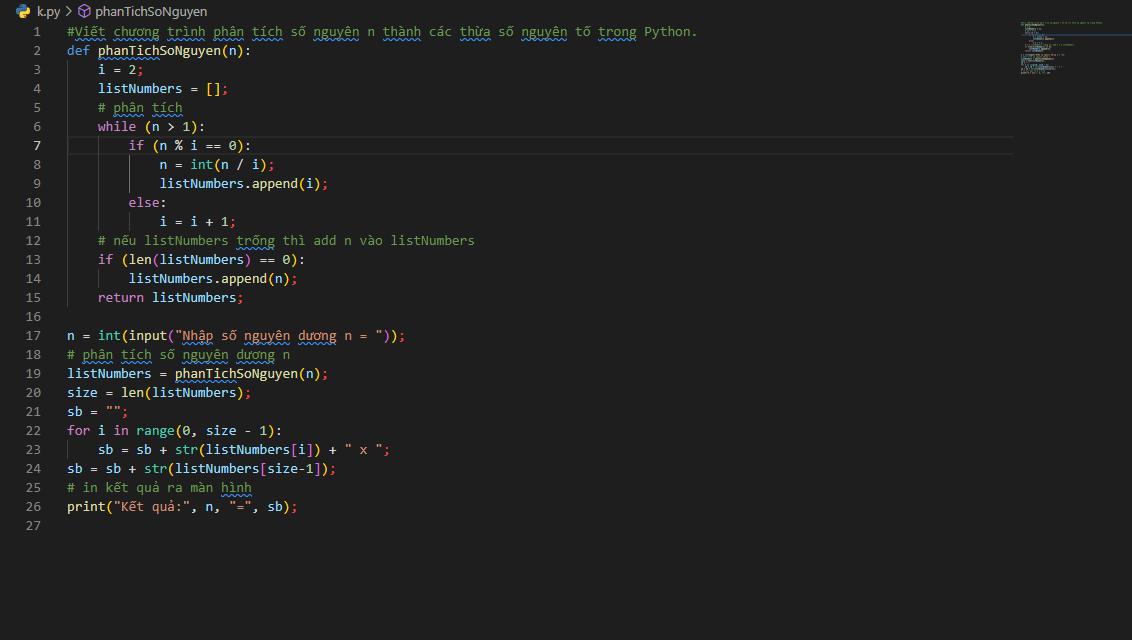 k.py > phanTichSoNguyen
1 #Viết chương trình phân tích số nguyên n thành các thừa số nguyên tố trong Python.
2 def phanTichSoNguyen(n):
3     i = 2;
4     listNumbers = [];
5     # phân tích
6     while (n > 1):
7         if (n % i == 0):
8             n = int(n / i);
9             listNumbers.append(i);
10         else:
11             i = i + 1;
12     # nếu listNumbers trống thì add n vào listNumbers
13     if (len(listNumbers) == 0):
14         listNumbers.append(n);
15     return listNumbers;
16
17 n = int(input("Nhập số nguyên dương n = "));
18 # phân tích số nguyên dương n
19 listNumbers = phanTichSoNguyen(n);
20 size = len(listNumbers);
21 sb = "";
22 for i in range(0, size - 1):
23     sb = sb + str(listNumbers[i]) + " x ";
24 sb = sb + str(listNumbers[size-1]);
25 # in kết quả ra màn hình
26 print("Kết quả:", n, "=", sb);
27